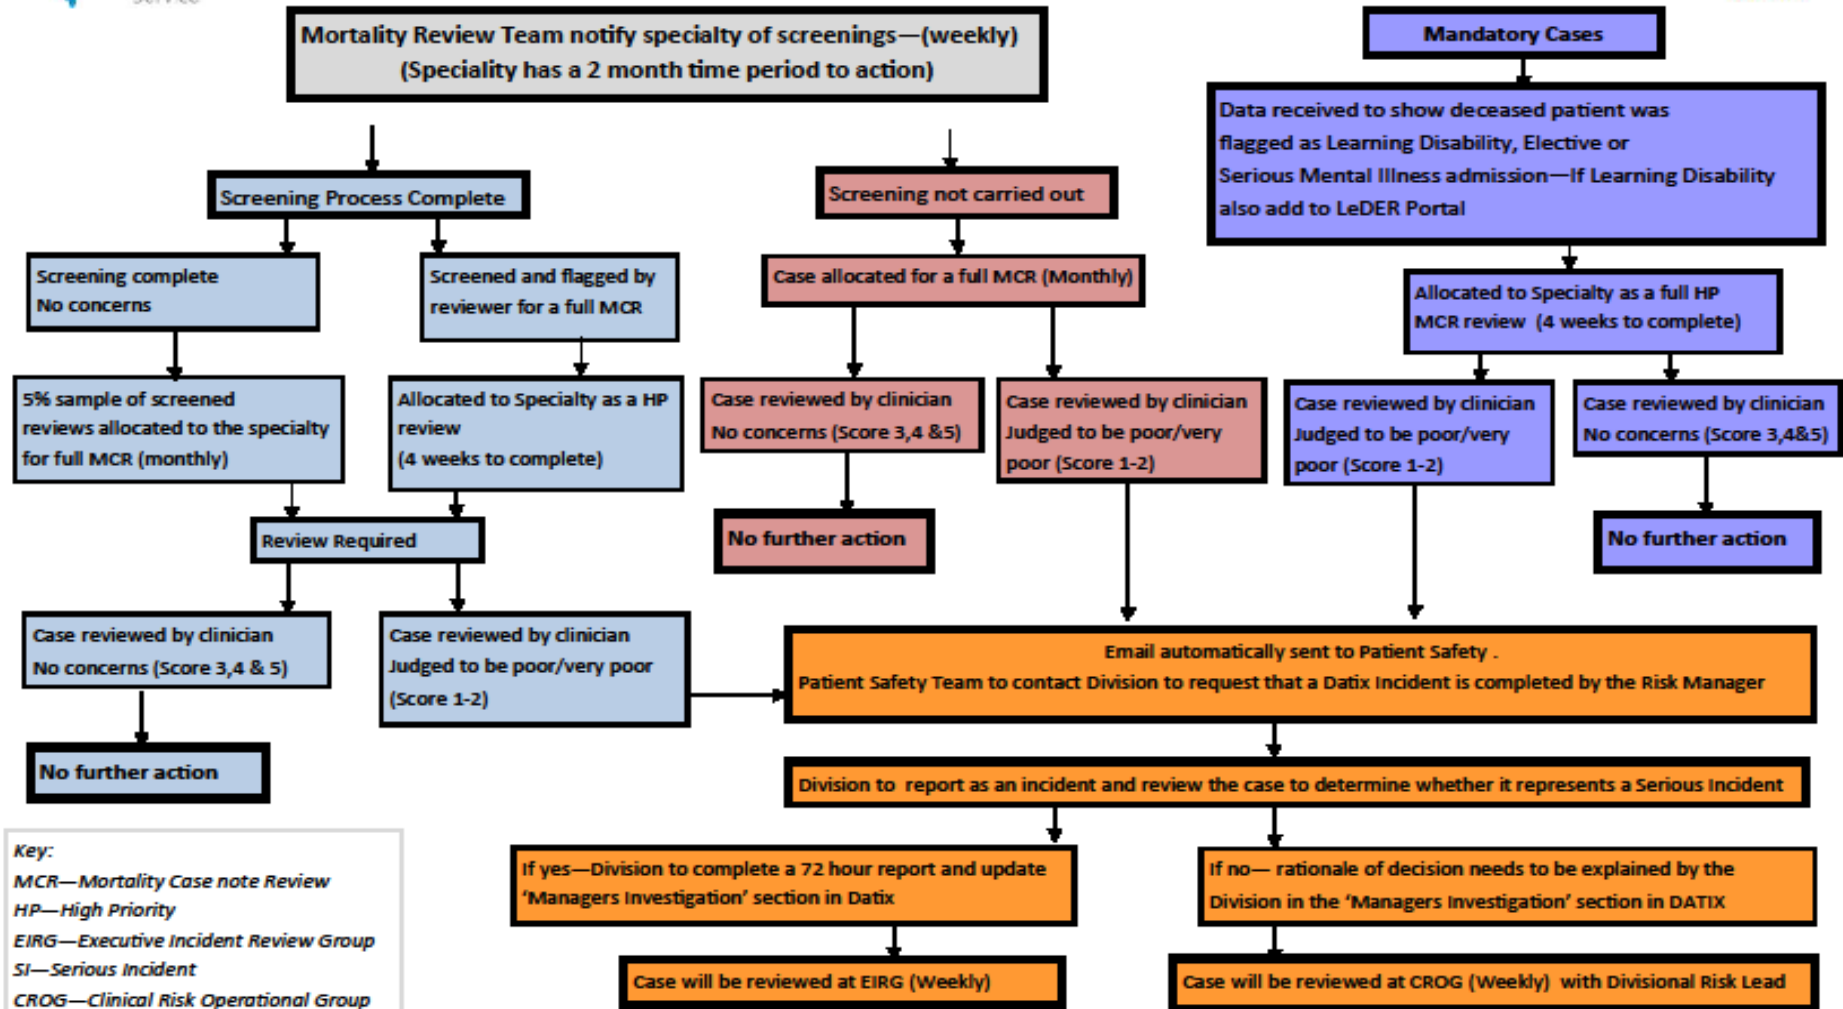 Service
Mortality Review Team notify specialty of screenings—(weekly)
(Speciality has a 2 month time period to action)
Mandatory Cases
Data received to show deceased patient was
flagged as Learning Disability, Elective or
Serious Mental Illness admission—If Learning Disability
also add to LeDER Portal
Screening Process Complete
Screening not carried out
Screening complete
No concerns
Screened and flagged by
reviewer for a full MCR
Case allocated for a full MCR (Monthly)
Allocated to Specialty as a full HP
MCR review (4 weeks to complete)
5% sample of screened
reviews allocated to the specialty
for full MCR (monthly)
Allocated to Specialty as a HP
review
(4 weeks to complete)
Case reviewed by clinician
No concerns (Score 3,4 &5)
Case reviewed by clinician
Judged to be poor/very
poor (Score 1-2)
Case reviewed by clinician
Judged to be poor/very
poor (Score 1-2)
Case reviewed by clinician
No concerns (Score 3,4&5)
Review Required
No further action
No further action
Case reviewed by clinician
No concerns (Score 3,4 & 5)
Case reviewed by clinician
Judged to be poor/very poor
(Score 1-2)
Email automatically sent to Patient Safety .
Patient Safety Team to contact Division to request that a Datix Incident is completed by the Risk Manager
No further action
Division to report as an incident and review the case to determine whether it represents a Serious Incident
If yes—Division to complete a 72 hour report and update
‘Managers Investigation’ section in Datix
If no— rationale of decision needs to be explained by the
Division in the ‘Managers Investigation’ section in DATIX
Case will be reviewed at EIRG (Weekly)
Case will be reviewed at CROG (Weekly) with Divisional Risk Lead
Key:
MCR—Mortality Case note Review
HP—High Priority
EIRG—Executive Incident Review Group
SI—Serious Incident
CROG—Clinical Risk Operational Group